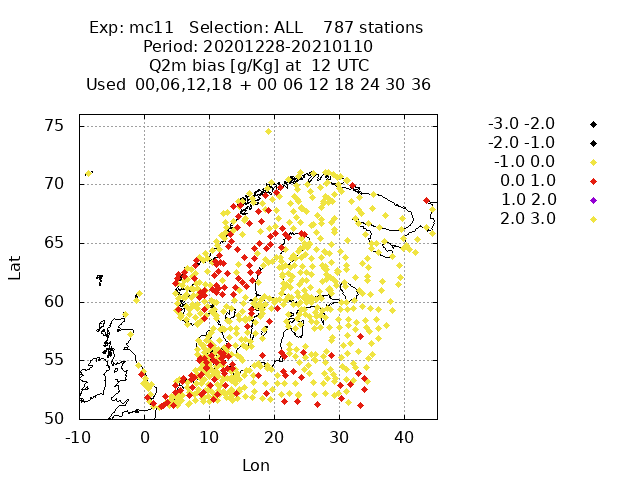 Exp: mc11 Selection: ALL 787 stations
Period: 20201228-20210110
Q2m bias [g/Kg] at 12 UTC
Used 00,06,12,18 + 00 06 12 18 24 30 36
75
70
65
60
55
50
Lat
-10 0 10 20 30 40
Lon
-3.0 -2.0
-2.0 -1.0
-1.0 0.0
0.0 1.0
1.0 2.0
2.0 3.0